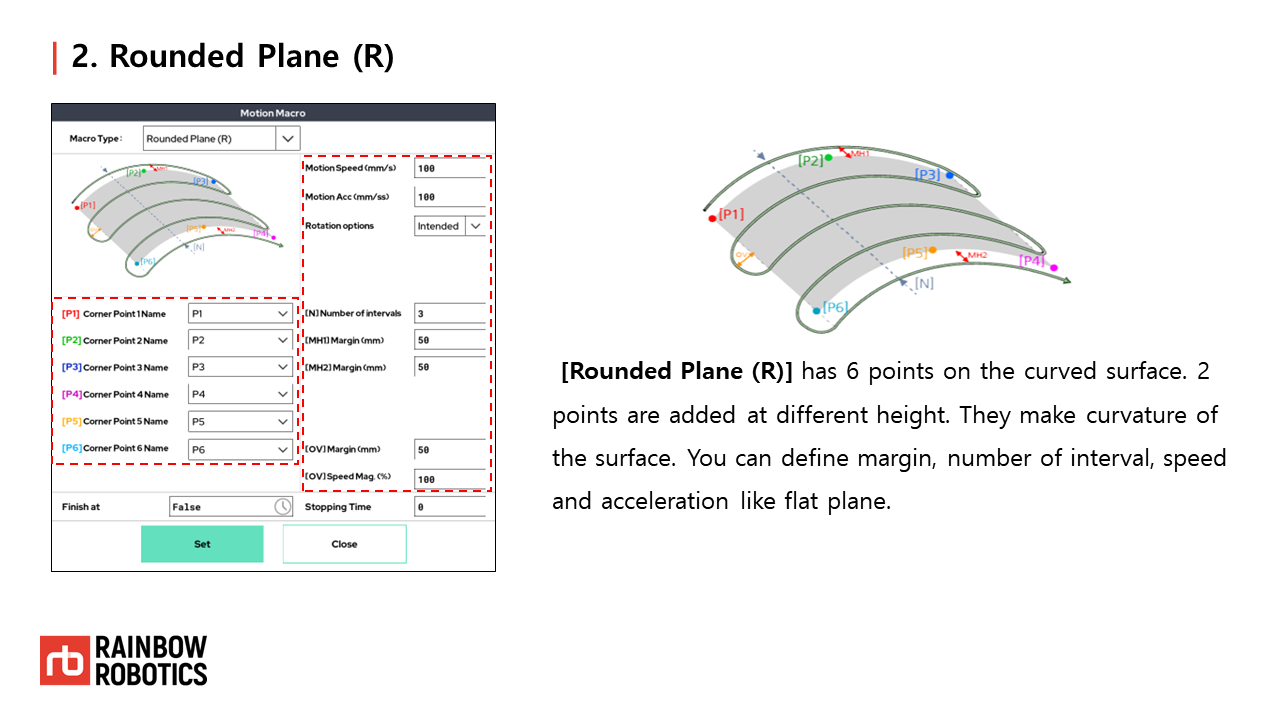 2. Rounded Plane (R)
Motion Macro
Macro Type : Rounded Plane (R)
[P1]
[P2]
MH1
[P3]
[P4]
[P5]
MH2
[P6]
[N]
OV
Motion Speed (mm/s) 100
Motion Acc (mm/ss) 100
Rotation options Intended
[P1] Corner Point 1 Name P1
[P2] Corner Point 2 Name P2
[P3] Corner Point 3 Name P3
[P4] Corner Point 4 Name P4
[P5] Corner Point 5 Name P5
[P6] Corner Point 6 Name P6
[N] Number of intervals 3
[MH1] Margin (mm) 50
[MH2] Margin (mm) 50
[OV] Margin (mm) 50
[OV] Speed Mag. (%) 100
Finish at False
Stopping Time 0
Set
Close
[P2]
MH1
[P3]
[P1]
OV
[P5]
MH2
[P4]
[N]
[P6]
[Rounded Plane (R)] has 6 points on the curved surface. 2
points are added at different height. They make curvature of
the surface. You can define margin, number of interval, speed
and acceleration like flat plane.
rb
RAINBOW
ROBOTICS